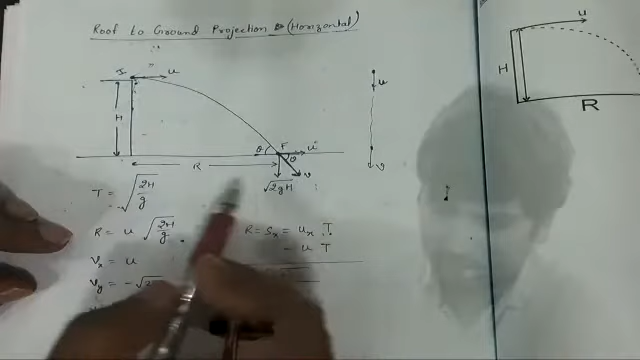 Roof to Ground Projection (Horizontal)
I u
u
u
H
H
θ F u
θ
R
v
v
R
√2gH
T = √2H/g
R = u √2H/g
R = Sx = ux T
= u T
vx = u
vy = -√2